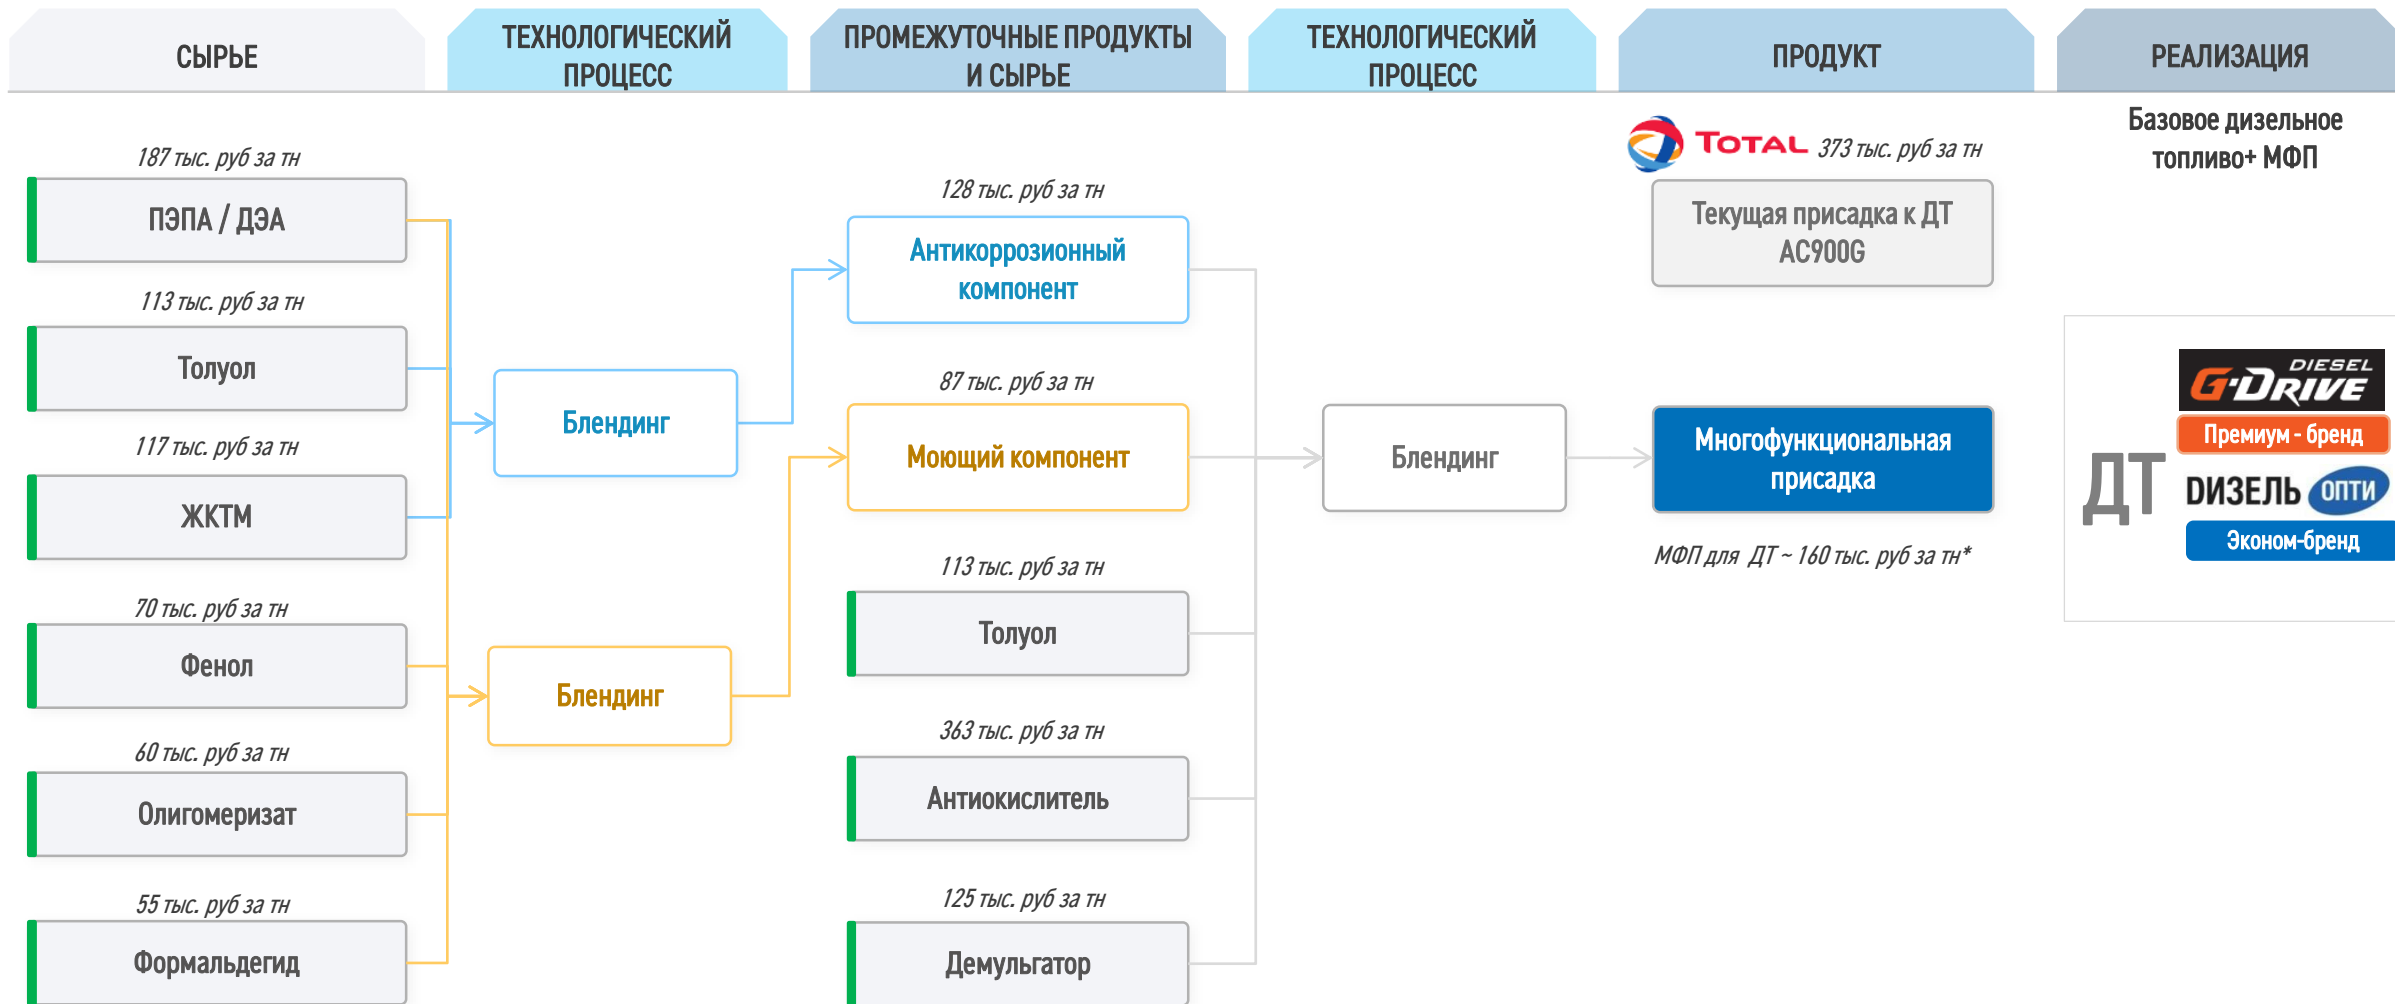 СЫРЬЕ
ТЕХНОЛОГИЧЕСКИЙ
ПРОЦЕСС
ПРОМЕЖУТОЧНЫЕ ПРОДУКТЫ
И СЫРЬЕ
ТЕХНОЛОГИЧЕСКИЙ
ПРОЦЕСС
ПРОДУКТ
РЕАЛИЗАЦИЯ
187 тыс. руб за тн
ПЭПА / ДЭА
113 тыс. руб за тн
Толуол
117 тыс. руб за тн
ЖКТМ
70 тыс. руб за тн
Фенол
60 тыс. руб за тн
Олигомеризат
55 тыс. руб за тн
Формальдегид
Блендинг
Блендинг
128 тыс. руб за тн
Антикоррозионный
компонент
87 тыс. руб за тн
Моющий компонент
113 тыс. руб за тн
Толуол
363 тыс. руб за тн
Антиокислитель
125 тыс. руб за тн
Демульгатор
Блендинг
TOTAL 373 тыс. руб за тн
Текущая присадка к ДТ
AC900G
Многофункциональная
присадка
МФП для ДТ ~ 160 тыс. руб за тн*
Базовое дизельное
топливо+ МФП
ДТ
DIESEL
G-DRIVE
Премиум - бренд
DИЗЕЛЬ ОПТИ
Эконом-бренд